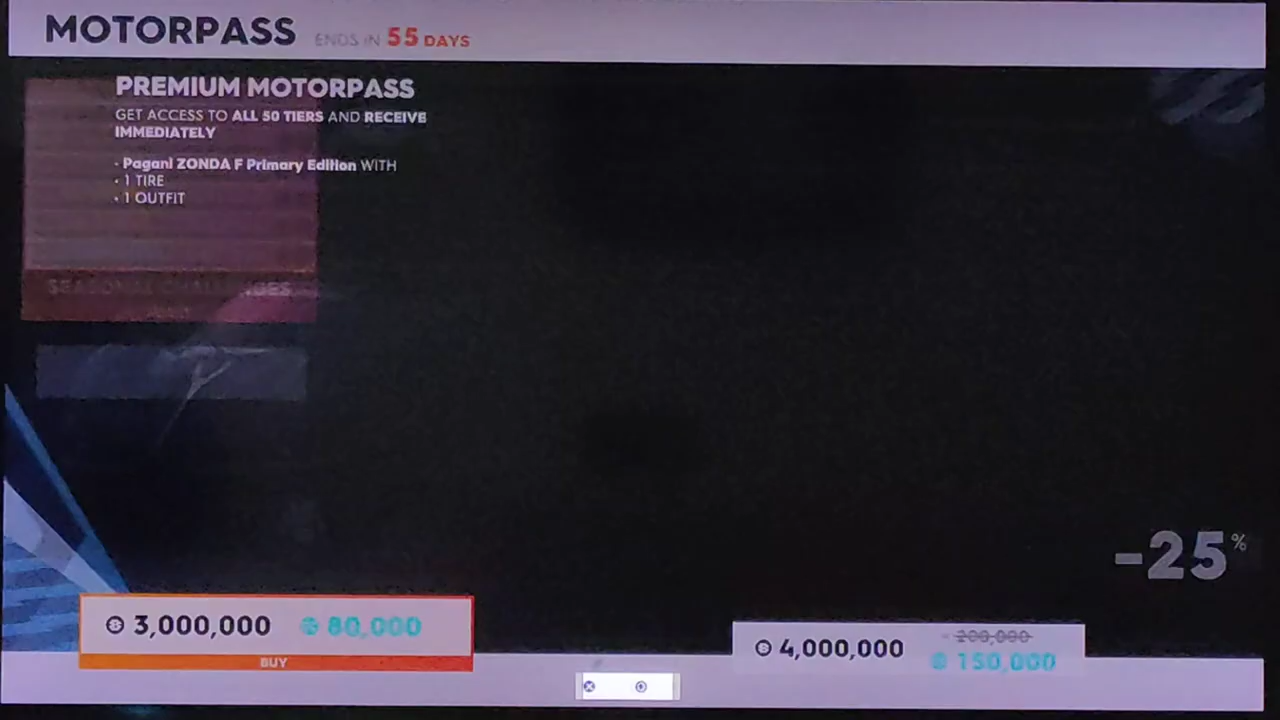 MOTORPASS ENDS IN 55 DAYS
PREMIUM MOTORPASS
GET ACCESS TO ALL 50 TIERS AND RECEIVE
IMMEDIATELY
• Pagani ZONDA F Primary Edition WITH
• 1 TIRE
• 1 OUTFIT
SEASONAL CHALLENGES
-25%
3,000,000 80,000
BUY
4,000,000 200,000
150,000